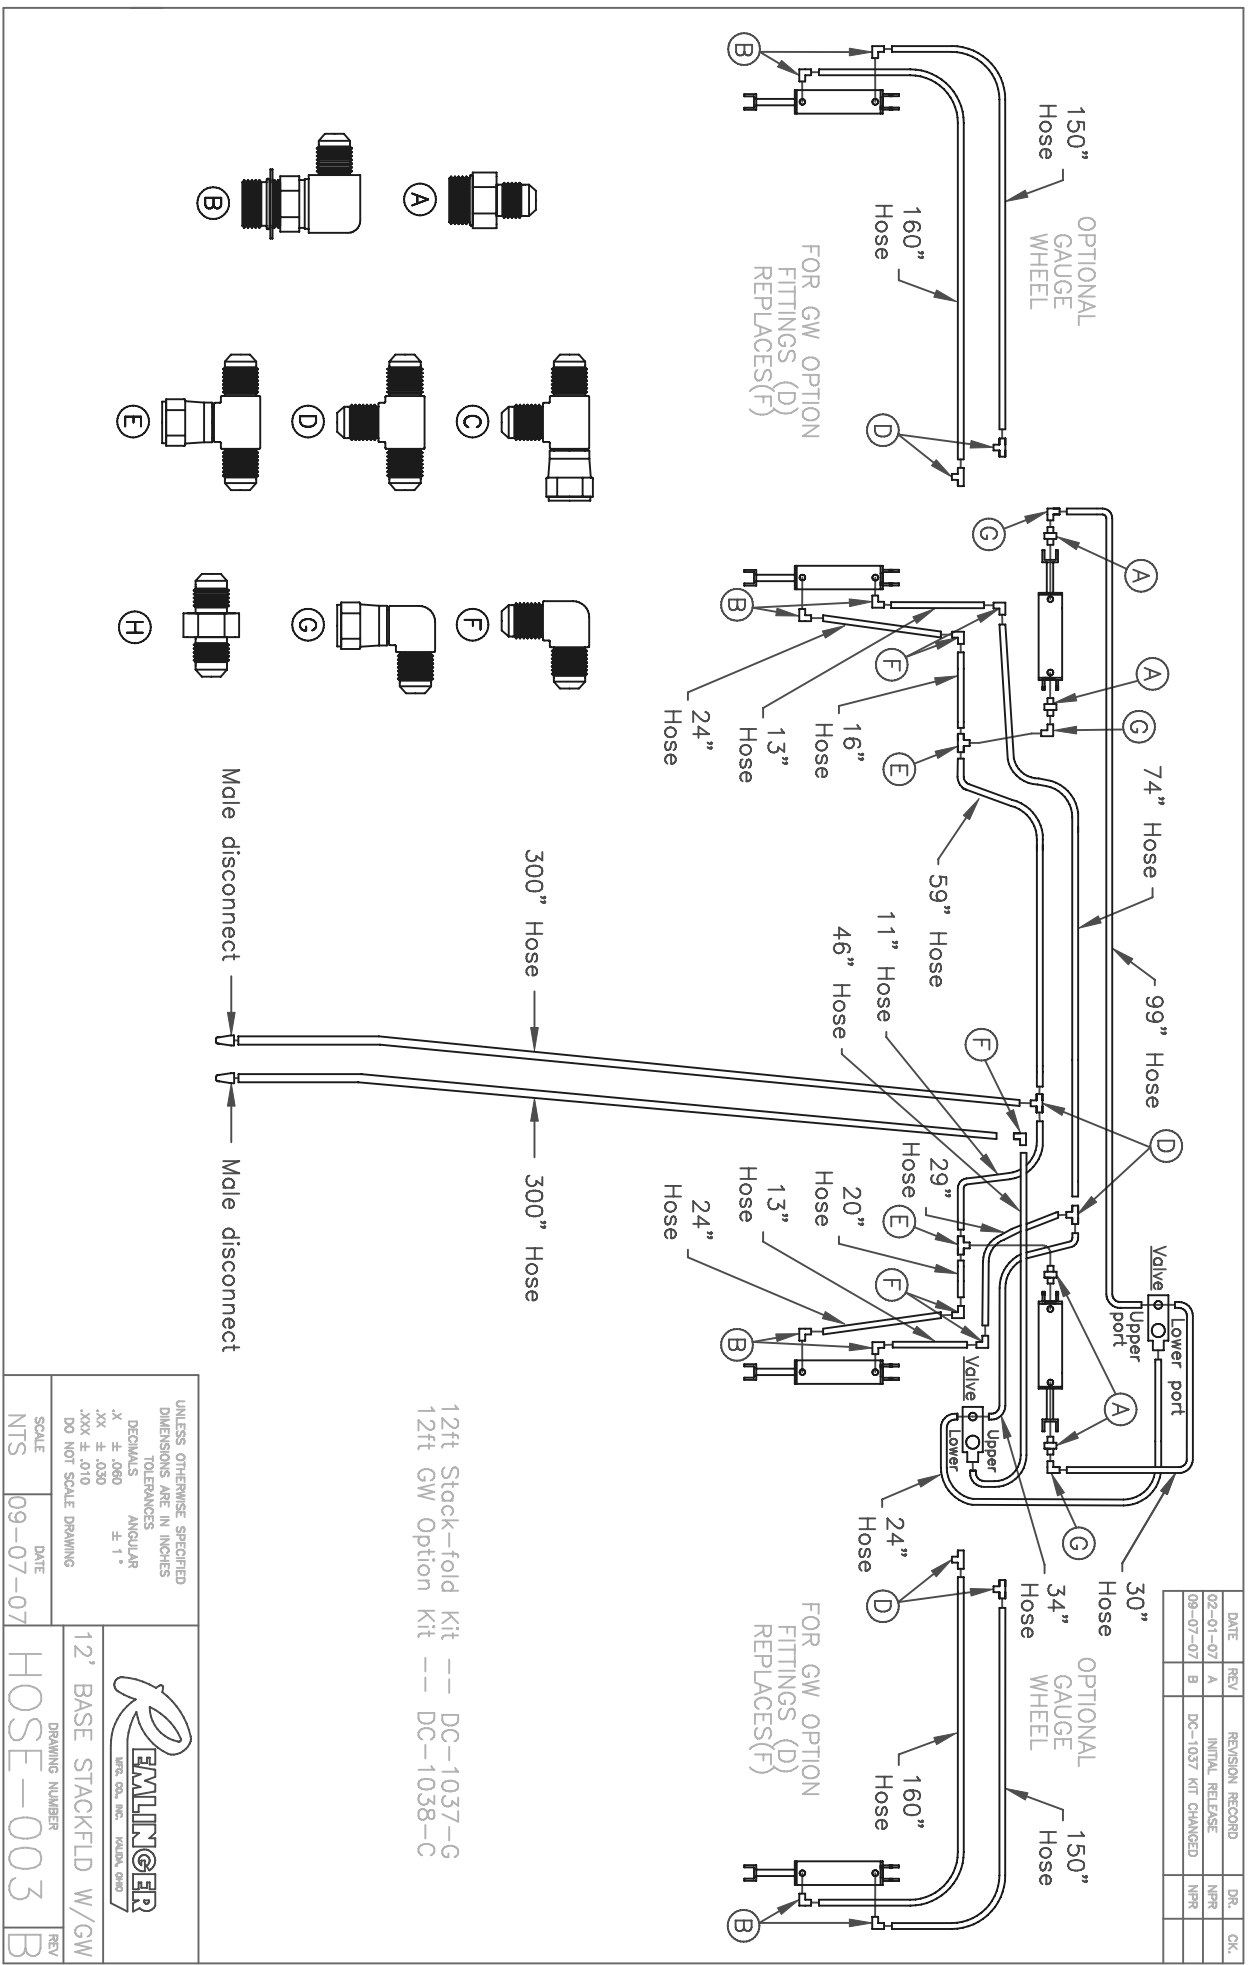 DATE REV REVISION RECORD DR. CK.
02-01-07 A INITIAL RELEASE NPR
09-07-07 B DC-1037 KIT CHANGED NPR
OPTIONAL
GAUGE
WHEEL
150"
Hose
160"
Hose
FOR GW OPTION
FITTINGS (D)
REPLACES(F)
B
D
G
A
A
G
74" Hose
99" Hose
B
F
E
16"
Hose
13"
Hose
24"
Hose
59" Hose
11" Hose
46" Hose
F
D
Valve
Lower port
Upper
port
29"
Hose
20"
Hose
13"
Hose
24"
Hose
E
F
B
A
G
Valve
Upper
Lower
30"
Hose
34"
Hose
24"
Hose
OPTIONAL
GAUGE
WHEEL
150"
Hose
160"
Hose
FOR GW OPTION
FITTINGS (D)
REPLACES(F)
D
B
A
B
C
D
E
F
G
H
300" Hose
300" Hose
Male disconnect
Male disconnect
12ft Stack-fold Kit -- DC-1037-G
12ft GW Option Kit -- DC-1038-C
UNLESS OTHERWISE SPECIFIED
DIMENSIONS ARE IN INCHES
TOLERANCES
DECIMALS ANGULAR
.X ± .060 ± 1°
.XX ± .030
.XXX ± .010
DO NOT SCALE DRAWING
SCALE
NTS
DATE
09-07-07
REMLINGER
MFG. CO., INC. KALIDA, OHIO
12' BASE STACKFLD W/GW
DRAWING NUMBER
HOSE-003
REV
B